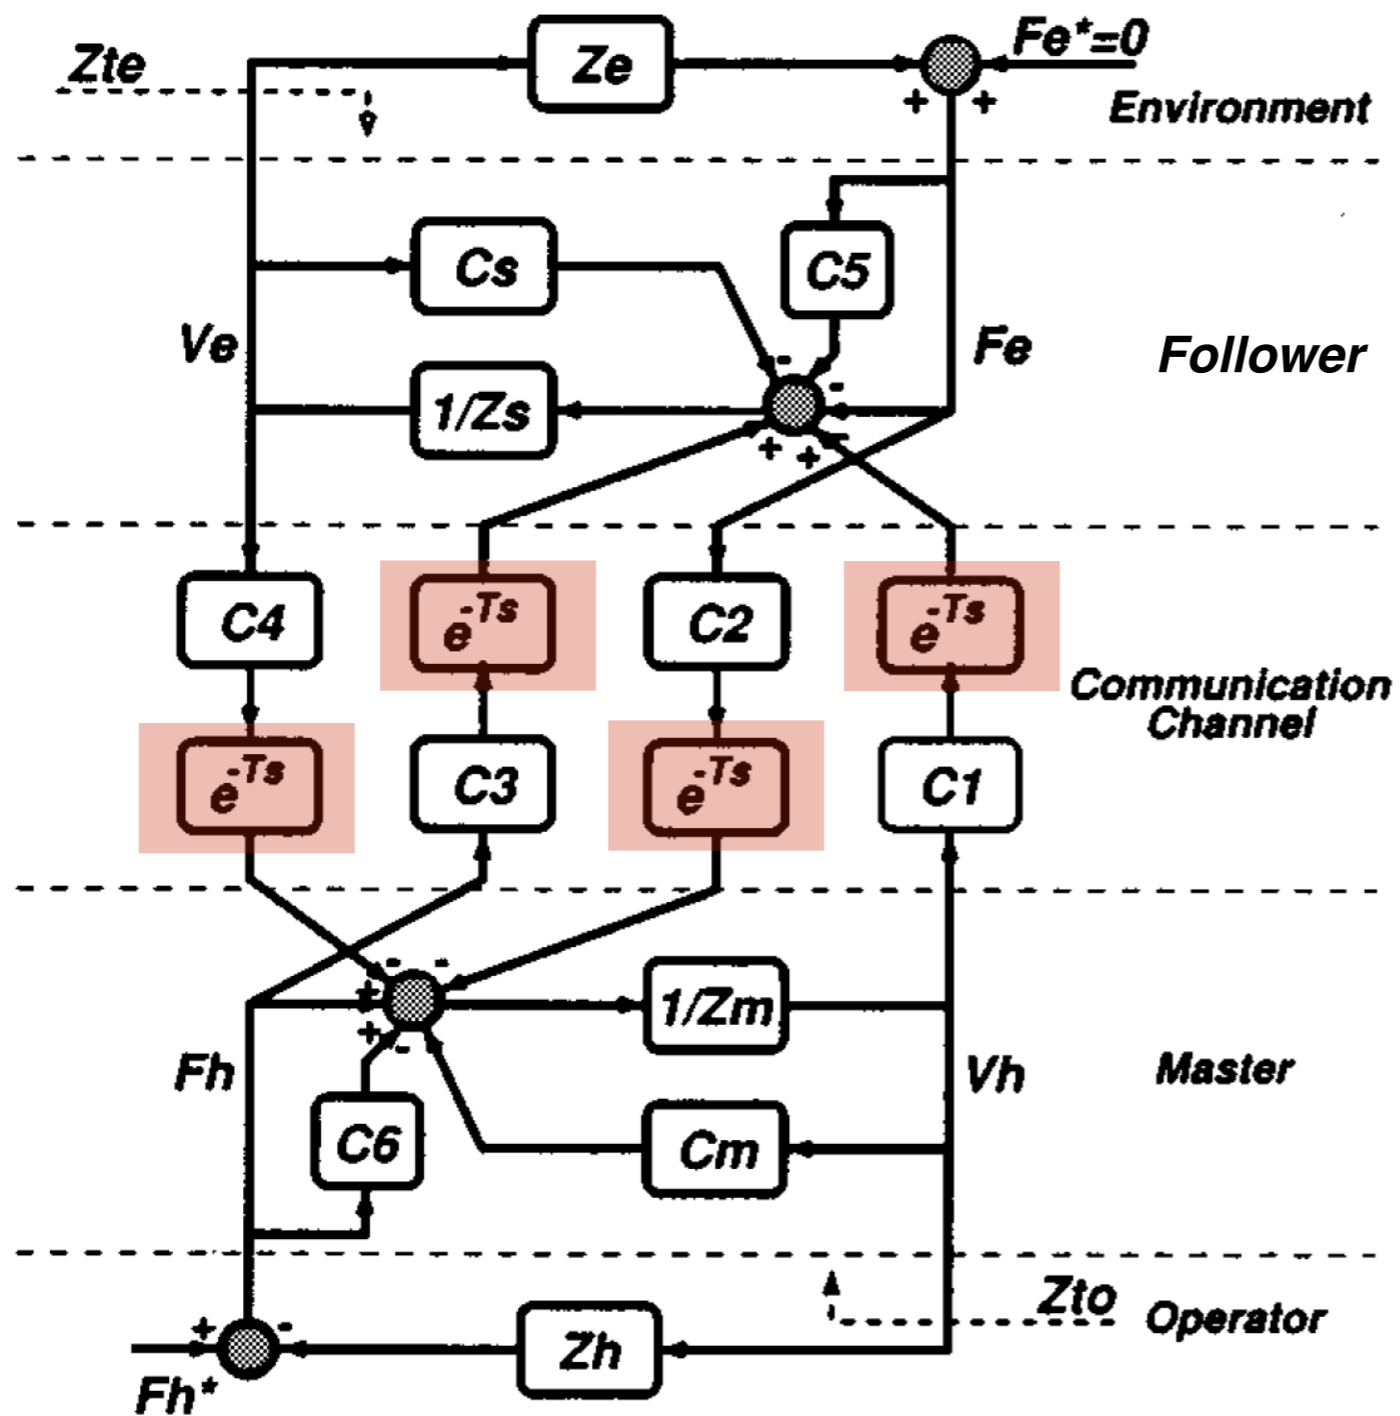 Zte
Ze
Fe*=0
+ +
Environment
Cs
C5
Ve
Fe
Follower
-
-
1/Zs
-
+ +
C4
e-Ts
C2
e-Ts
Communication
Channel
e-Ts
C3
e-Ts
C1
- -
+
1/Zm
+
-
Fh
Vh
Master
C6
Cm
Zto
Operator
+ -
Zh
Fh*